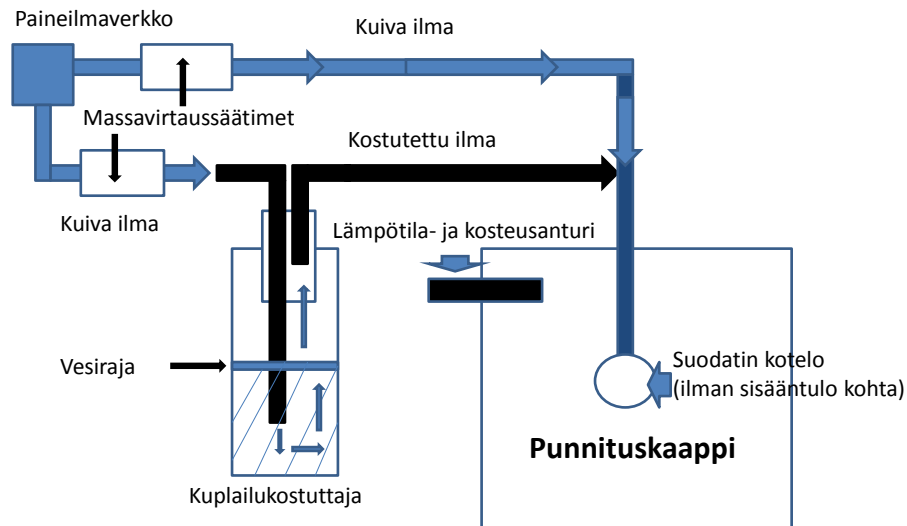 Paineilmaverkko
Kuiva ilma
Massavirtaussäätimet
Kostutettu ilma
Kuiva ilma
Lämpötila- ja kosteusanturi
Vesiraja
Suodatin kotelo
(ilman sisääntulo kohta)
Punnituskaappi
Kuplailukostuttaja